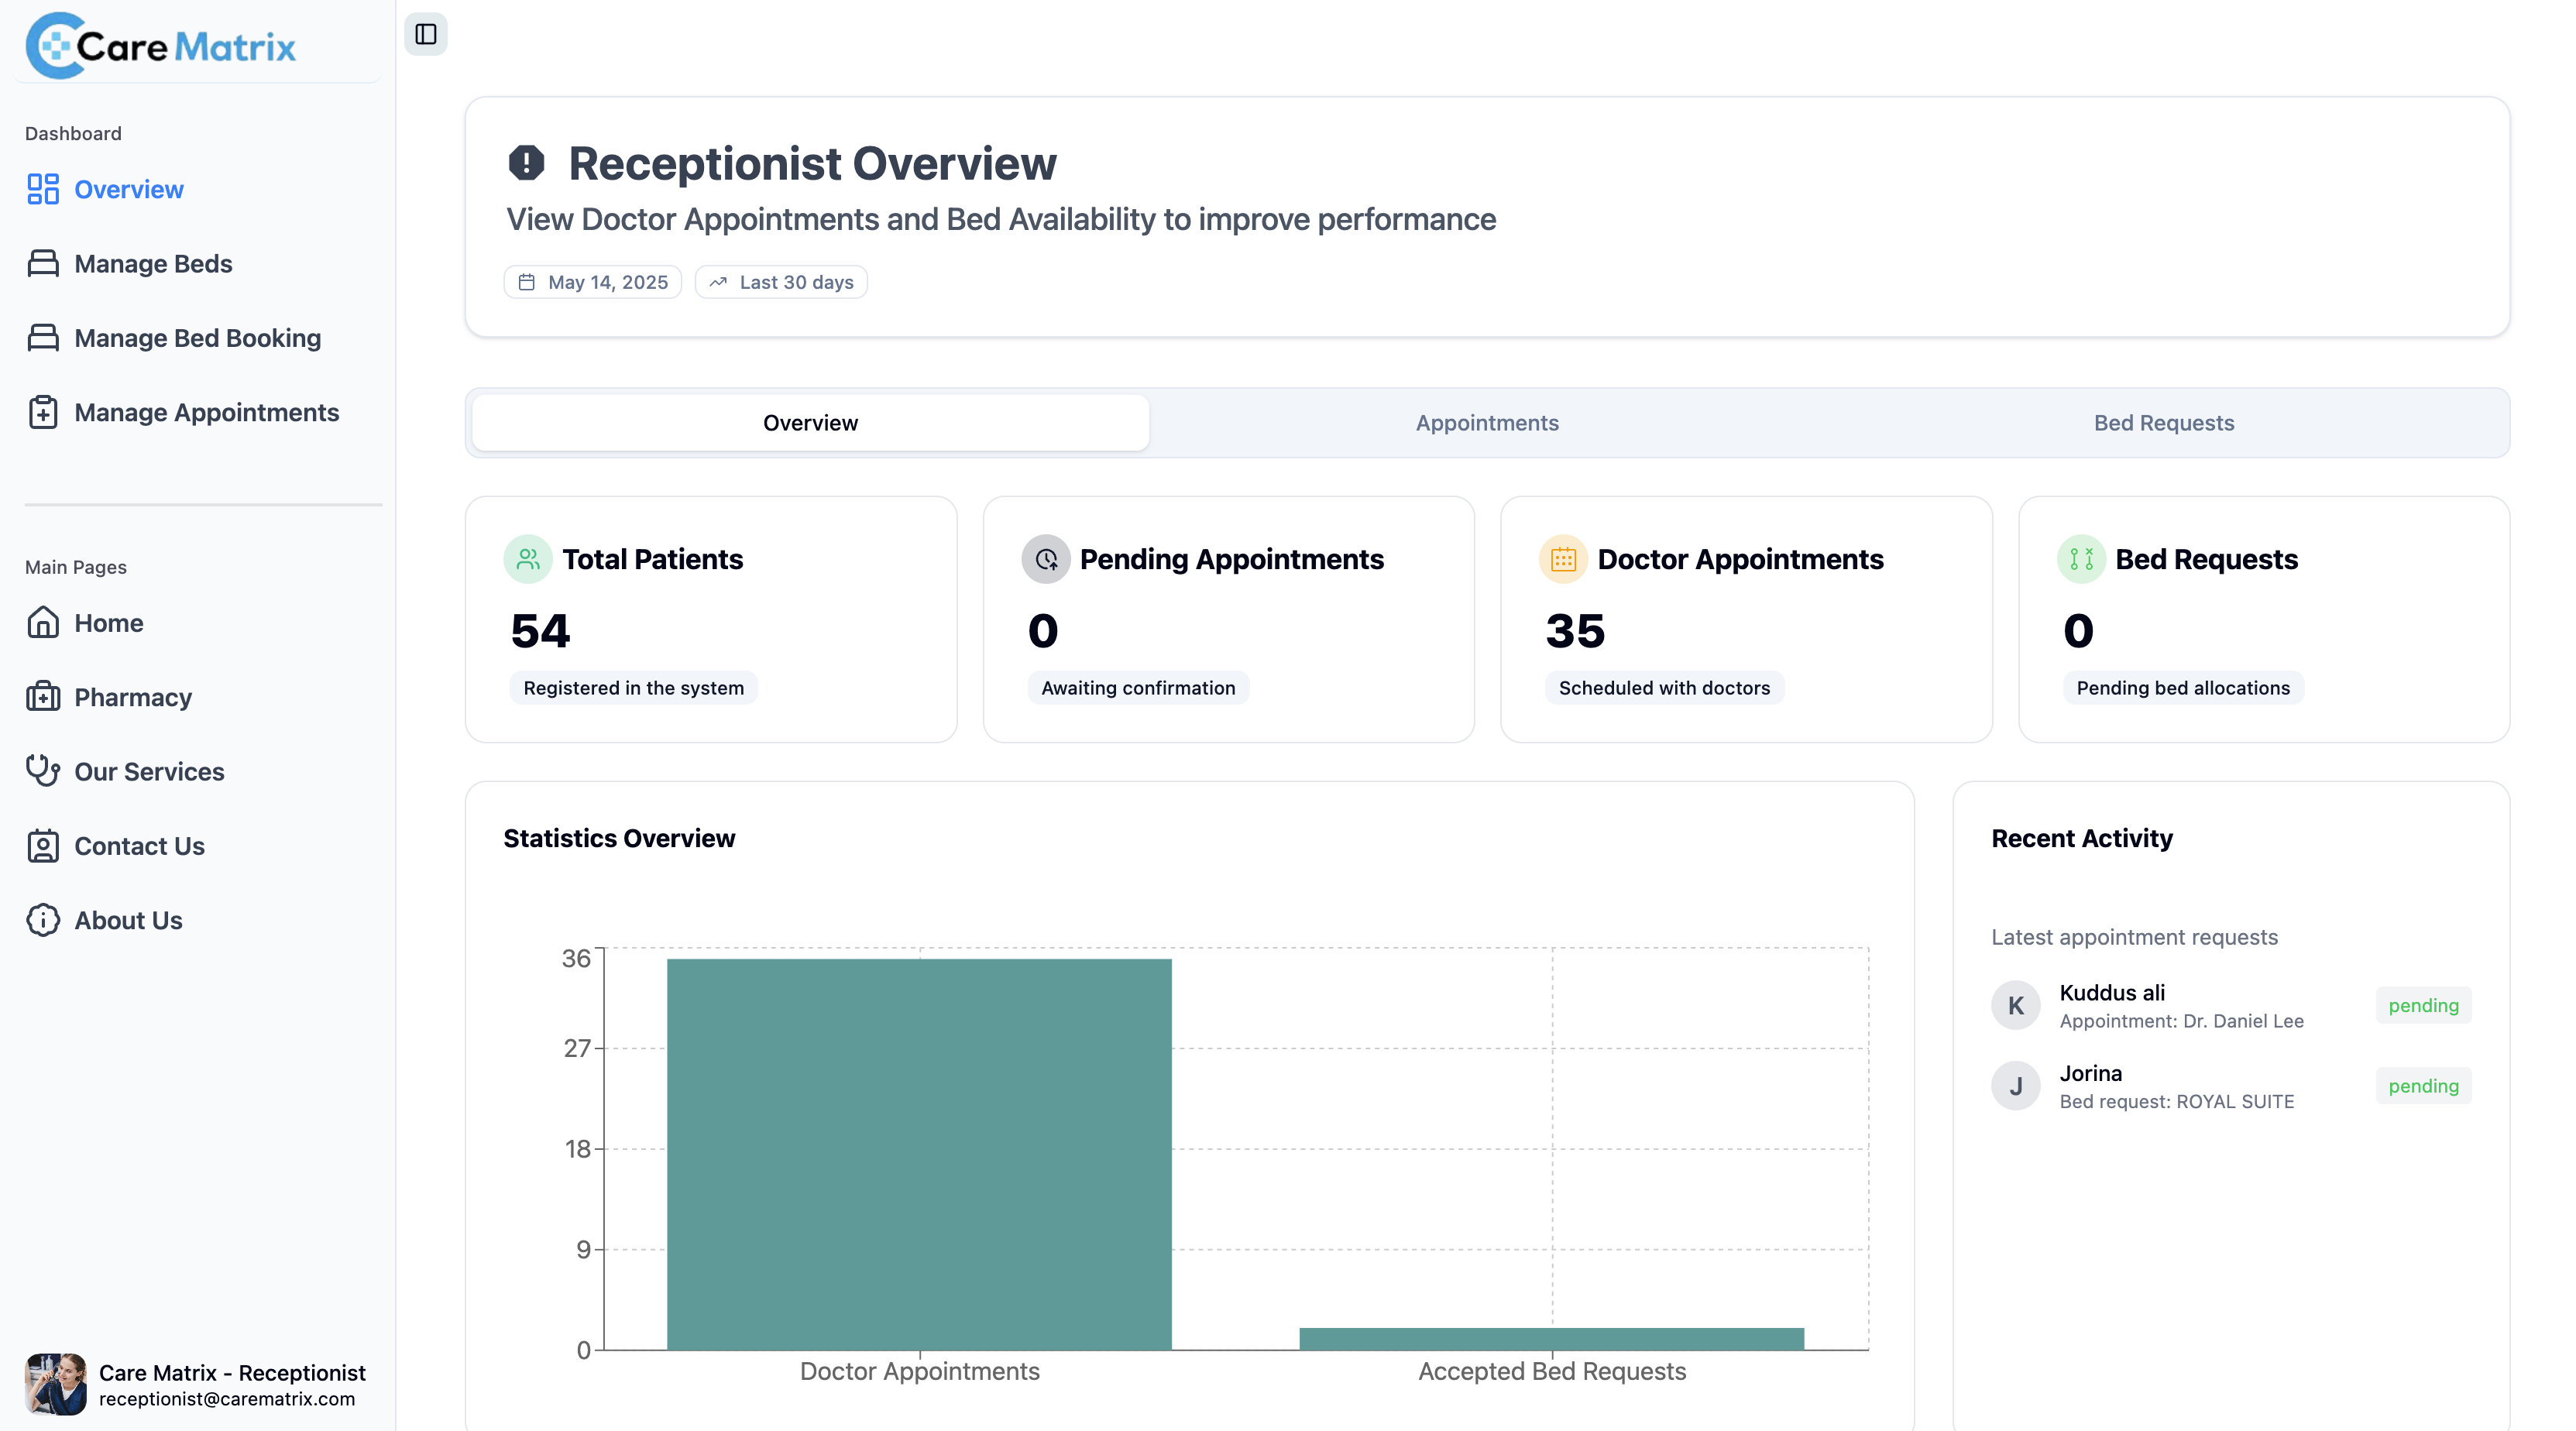 Care Matrix
Dashboard
Overview
Manage Beds
Manage Bed Booking
Manage Appointments
Main Pages
Home
Pharmacy
Our Services
Contact Us
About Us
Care Matrix - Receptionist
receptionist@carematrix.com
Receptionist Overview
View Doctor Appointments and Bed Availability to improve performance
May 14, 2025
Last 30 days
Overview
Appointments
Bed Requests
Total Patients
54
Registered in the system
Pending Appointments
0
Awaiting confirmation
Doctor Appointments
35
Scheduled with doctors
Bed Requests
0
Pending bed allocations
Statistics Overview
36
27
18
9
0
Doctor Appointments
Accepted Bed Requests
Recent Activity
Latest appointment requests
K
Kuddus ali
Appointment: Dr. Daniel Lee
pending
J
Jorina
Bed request: ROYAL SUITE
pending